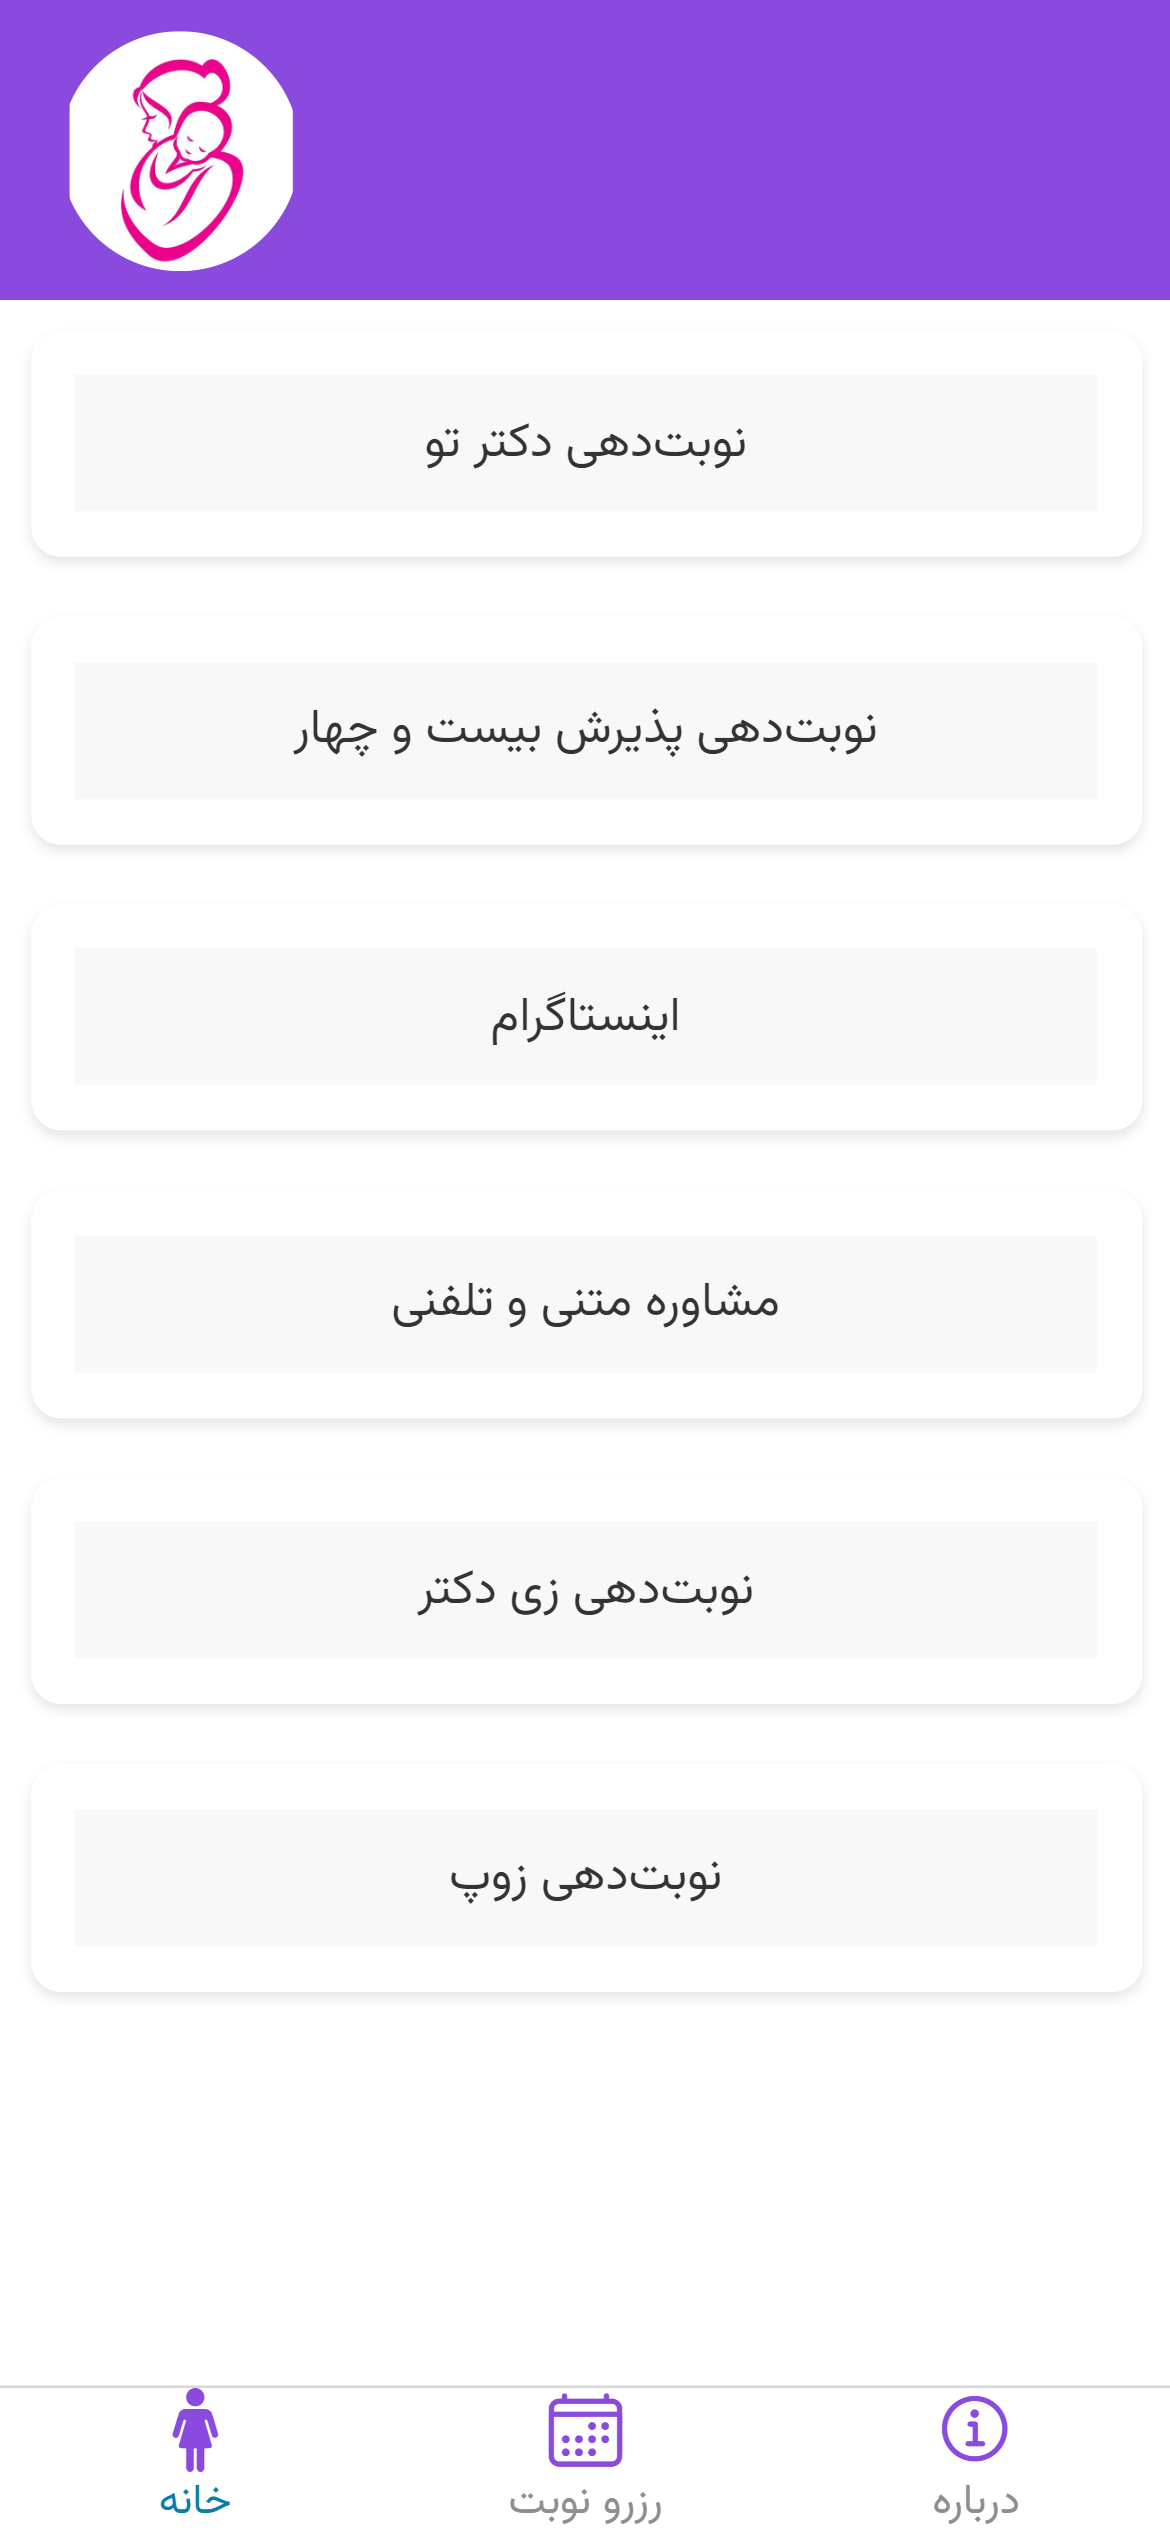 نوبت‌دهی دکتر تو
نوبت‌دهی پذیرش بیست و چهار
اینستاگرام
مشاوره متنی و تلفنی
نوبت‌دهی زی دکتر
نوبت‌دهی زوپ
درباره
رزرو نوبت
خانه